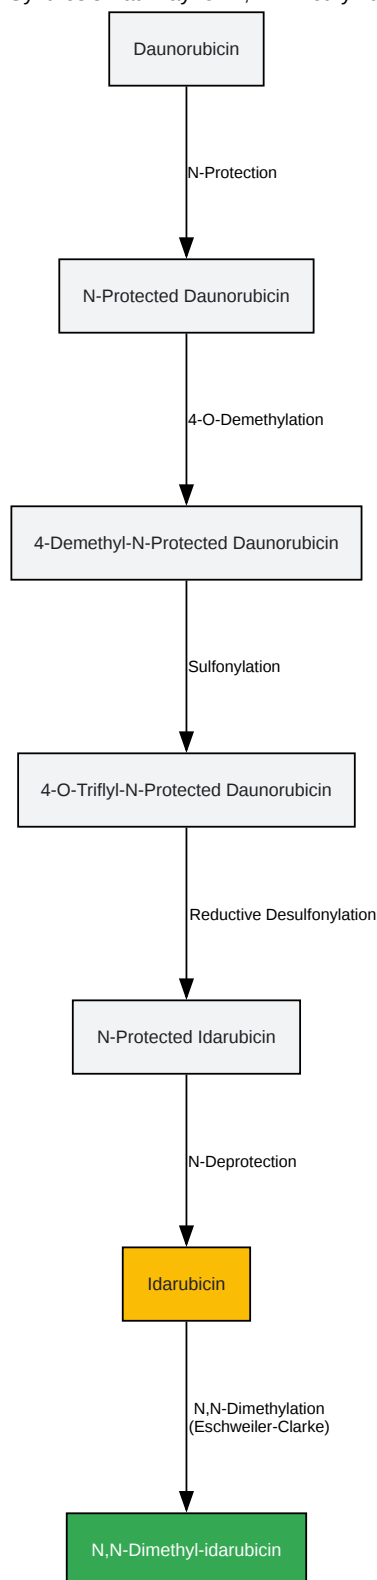 Daunorubicin
N-Protection
N-Protected Daunorubicin
4-O-Demethylation
4-Demethyl-N-Protected Daunorubicin
Sulfonylation
4-O-Triflyl-N-Protected Daunorubicin
Reductive Desulfonylation
N-Protected Idarubicin
N-Deprotection
Idarubicin
N,N-Dimethylation
(Eschweiler-Clarke)
N,N-Dimethyl-idarubicin